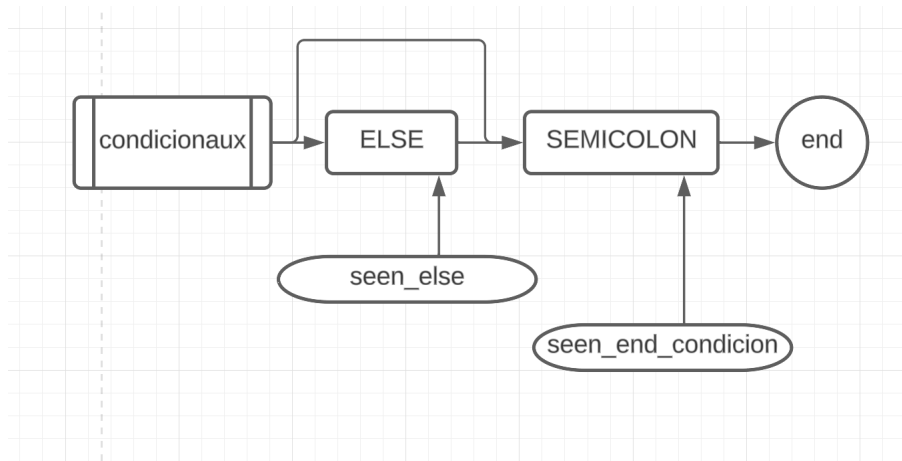 condicionaux
ELSE
SEMICOLON
end
seen_else
seen_end_condicion